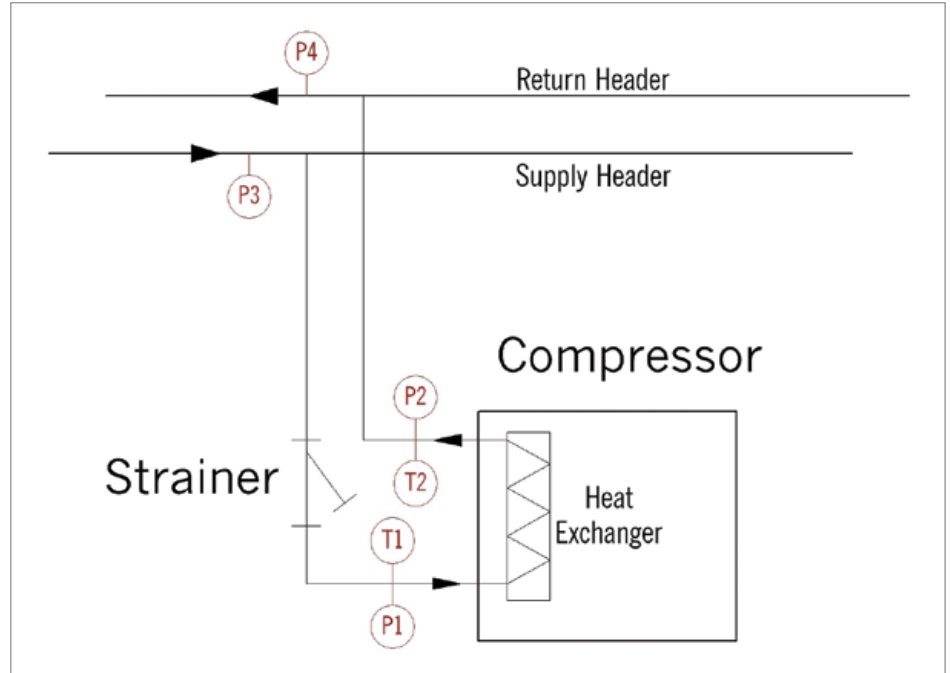 P4
Return Header
Supply Header
P3
Compressor
P2
Strainer
T2
Heat
Exchanger
T1
P1